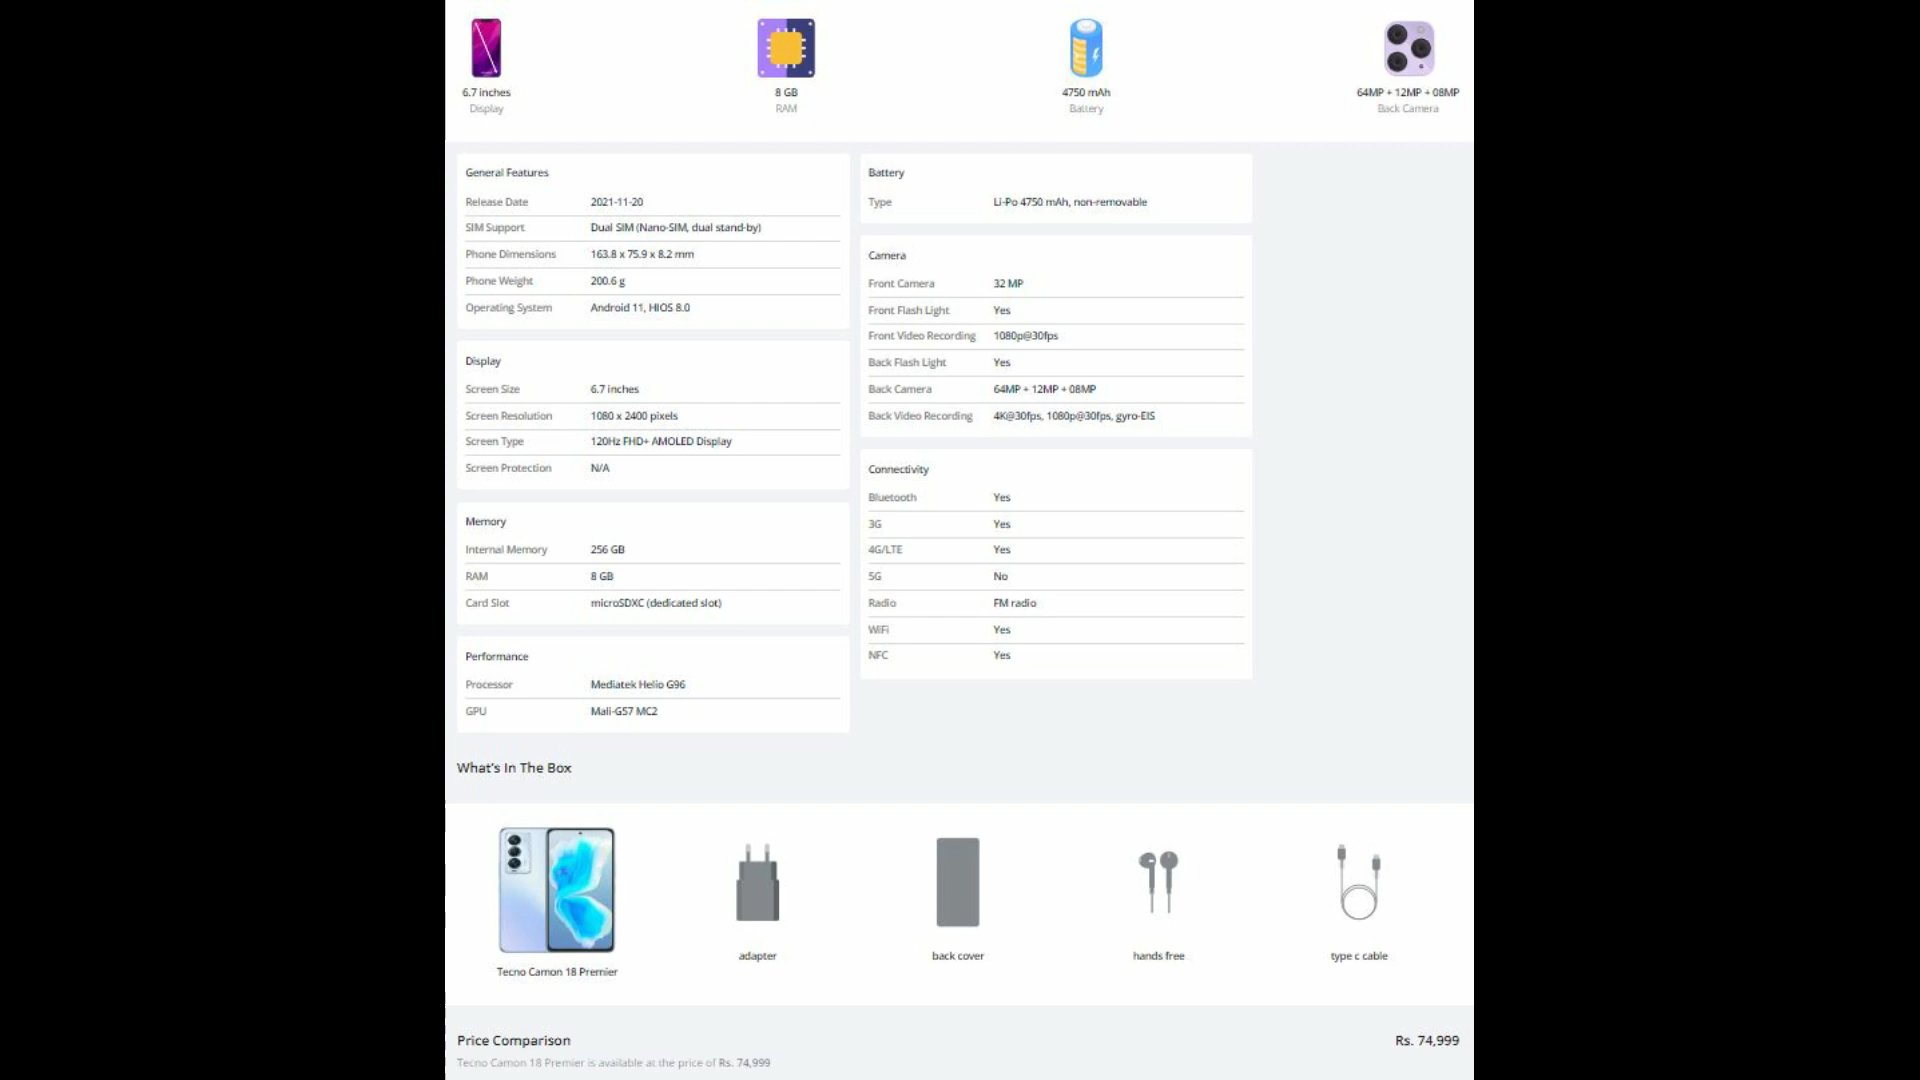 6.7 inches
Display
8 GB
RAM
4750 mAh
Battery
64MP + 12MP + 08MP
Back Camera
General Features
Release Date 2021-11-20
SIM Support Dual SIM (Nano-SIM, dual stand-by)
Phone Dimensions 163.8 x 75.9 x 8.2 mm
Phone Weight 200.6 g
Operating System Android 11, HIOS 8.0
Display
Screen Size 6.7 inches
Screen Resolution 1080 x 2400 pixels
Screen Type 120Hz FHD+ AMOLED Display
Screen Protection N/A
Memory
Internal Memory 256 GB
RAM 8 GB
Card Slot microSDXC (dedicated slot)
Performance
Processor Mediatek Helio G96
GPU Mali-G57 MC2
Battery
Type Li-Po 4750 mAh, non-removable
Camera
Front Camera 32 MP
Front Flash Light Yes
Front Video Recording 1080p@30fps
Back Flash Light Yes
Back Camera 64MP + 12MP + 08MP
Back Video Recording 4K@30fps, 1080p@30fps, gyro-EIS
Connectivity
Bluetooth Yes
3G Yes
4G/LTE Yes
5G No
Radio FM radio
WiFi Yes
NFC Yes
What's In The Box
Tecno Camon 18 Premier
adapter
back cover
hands free
type c cable
Price Comparison Rs. 74,999
Tecno Camon 18 Premier is available at the price of Rs. 74,999